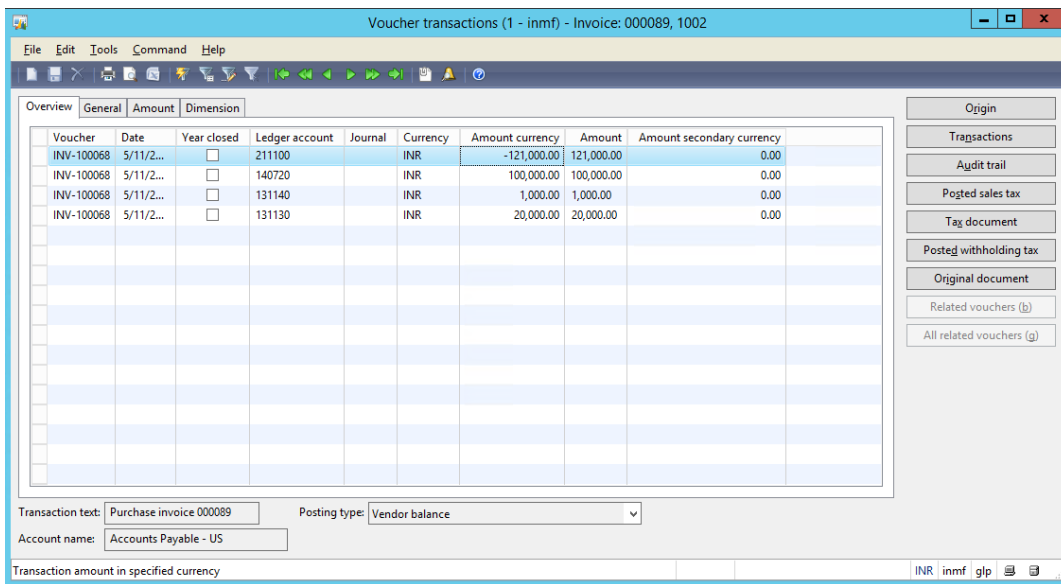 Voucher transactions (1 - inmf) - Invoice: 000089, 1002
File Edit Tools Command Help
Overview General Amount Dimension
Origin
Transactions
Audit trail
Posted sales tax
Tax document
Posted withholding tax
Original document
Related vouchers (b)
All related vouchers (g)
Voucher Date Year closed Ledger account Journal Currency Amount currency Amount Amount secondary currency
INV-100068 5/11/2... 211100 INR -121,000.00 121,000.00 0.00
INV-100068 5/11/2... 140720 INR 100,000.00 100,000.00 0.00
INV-100068 5/11/2... 131140 INR 1,000.00 1,000.00 0.00
INV-100068 5/11/2... 131130 INR 20,000.00 20,000.00 0.00
Transaction text: Purchase invoice 000089 Posting type: Vendor balance
Account name: Accounts Payable - US
Transaction amount in specified currency INR inmf glp